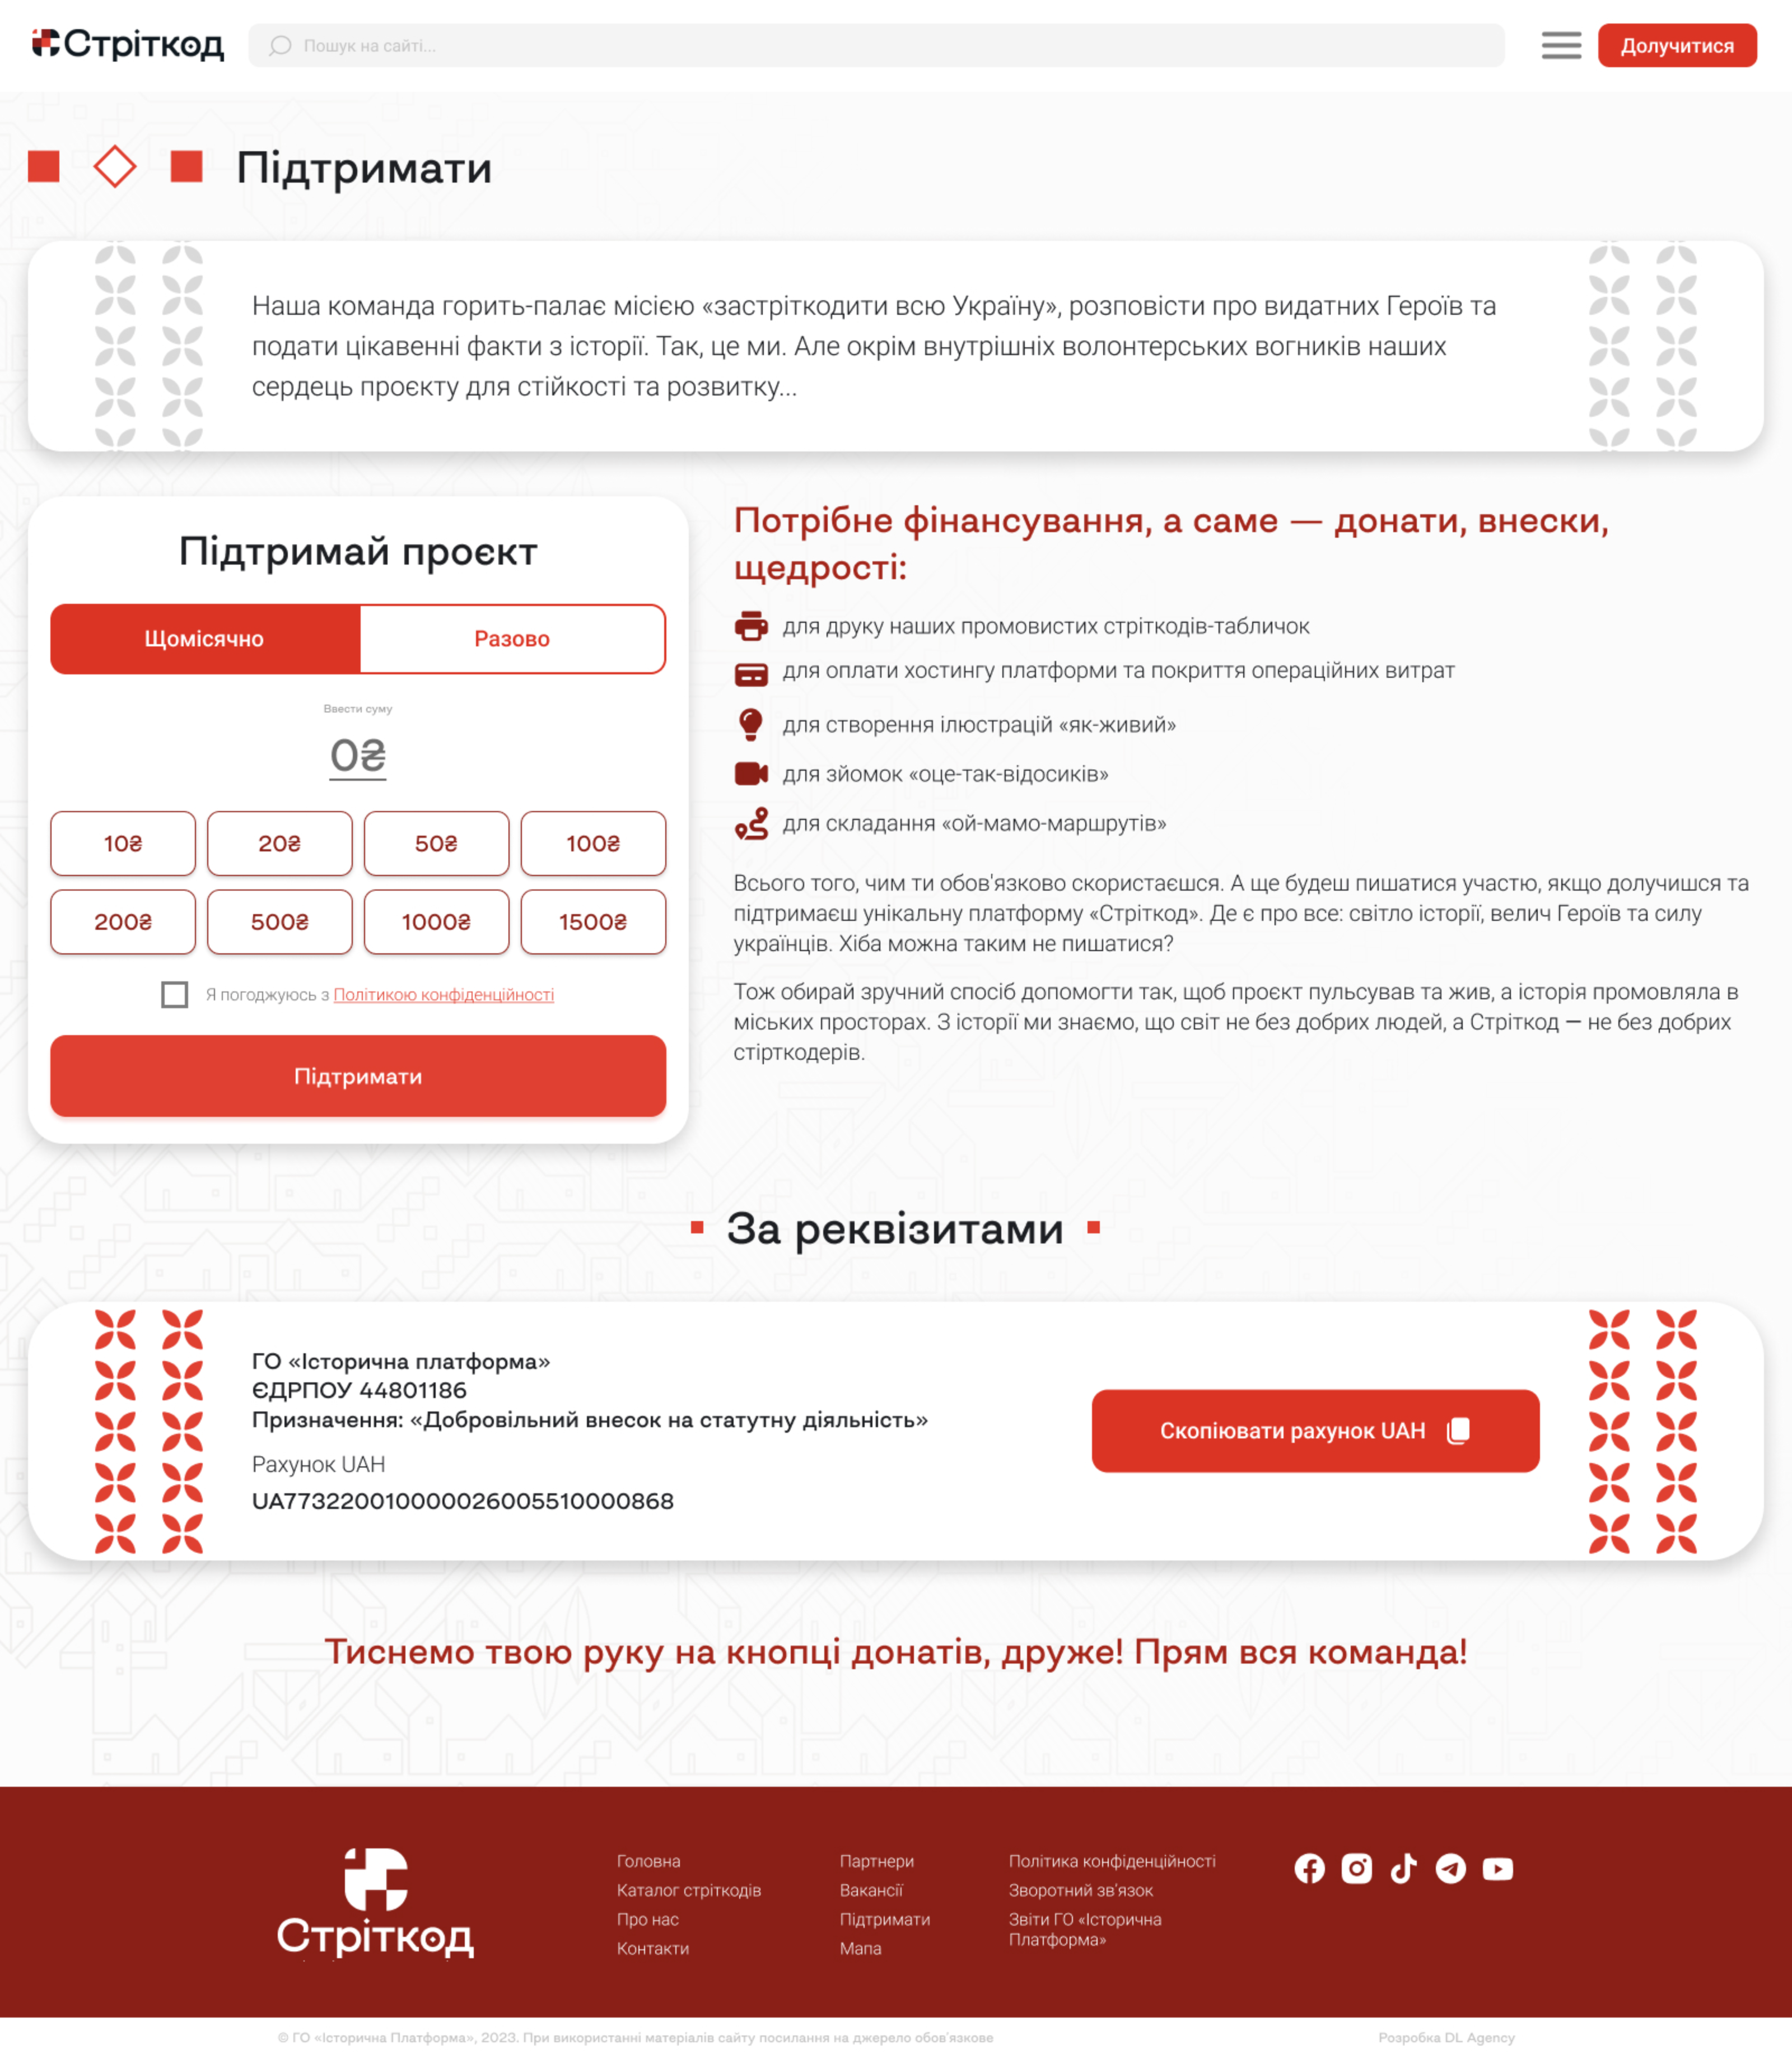 Стріткод
Пошук на сайті...
Долучитися
Підтримати
Наша команда горить-палає місією «застріткодити всю Україну», розповісти про видатних Героїв та
подати цікавенні факти з історії. Так, це ми. Але окрім внутрішніх волонтерських вогників наших
сердець проєкту для стійкості та розвитку...
Підтримай проєкт
Щомісячно
Разово
Ввести суму
0₴
10₴
20₴
50₴
100₴
200₴
500₴
1000₴
1500₴
Я погоджуюсь з Політикою конфіденційності
Підтримати
Потрібне фінансування, а саме — донати, внески,
щедрості:
для друку наших промовистих стріткодів-табличок
для оплати хостингу платформи та покриття операційних витрат
для створення ілюстрацій «як-живий»
для зйомок «оце-так-відосиків»
для складання «ой-мамо-маршрутів»
Всього того, чим ти обов'язково скористаєшся. А ще будеш пишатися участю, якщо долучишся та
підтримаєш унікальну платформу «Стріткод». Де є про все: світло історії, велич Героїв та силу
українців. Хіба можна таким не пишатися?
Тож обирай зручний спосіб допомогти так, щоб проєкт пульсував та жив, а історія промовляла в
міських просторах. З історії ми знаємо, що світ не без добрих людей, а Стріткод — не без добрих
стірткодерів.
За реквізитами
ГО «Історична платформа»
ЄДРПОУ 44801186
Призначення: «Добровільний внесок на статутну діяльність»
Рахунок UAH
UA773220010000026005510000868
Скопіювати рахунок UAH
Тиснемо твою руку на кнопці донатів, друже! Прям вся команда!
Стріткод
Головна
Каталог стріткодів
Про нас
Контакти
Партнери
Вакансії
Підтримати
Мапа
Політика конфіденційності
Зворотний зв'язок
Звіти ГО «Історична
Платформа»
© ГО «Історична Платформа», 2023. При використанні матеріалів сайту посилання на джерело обов'язкове
Розробка DL Agency